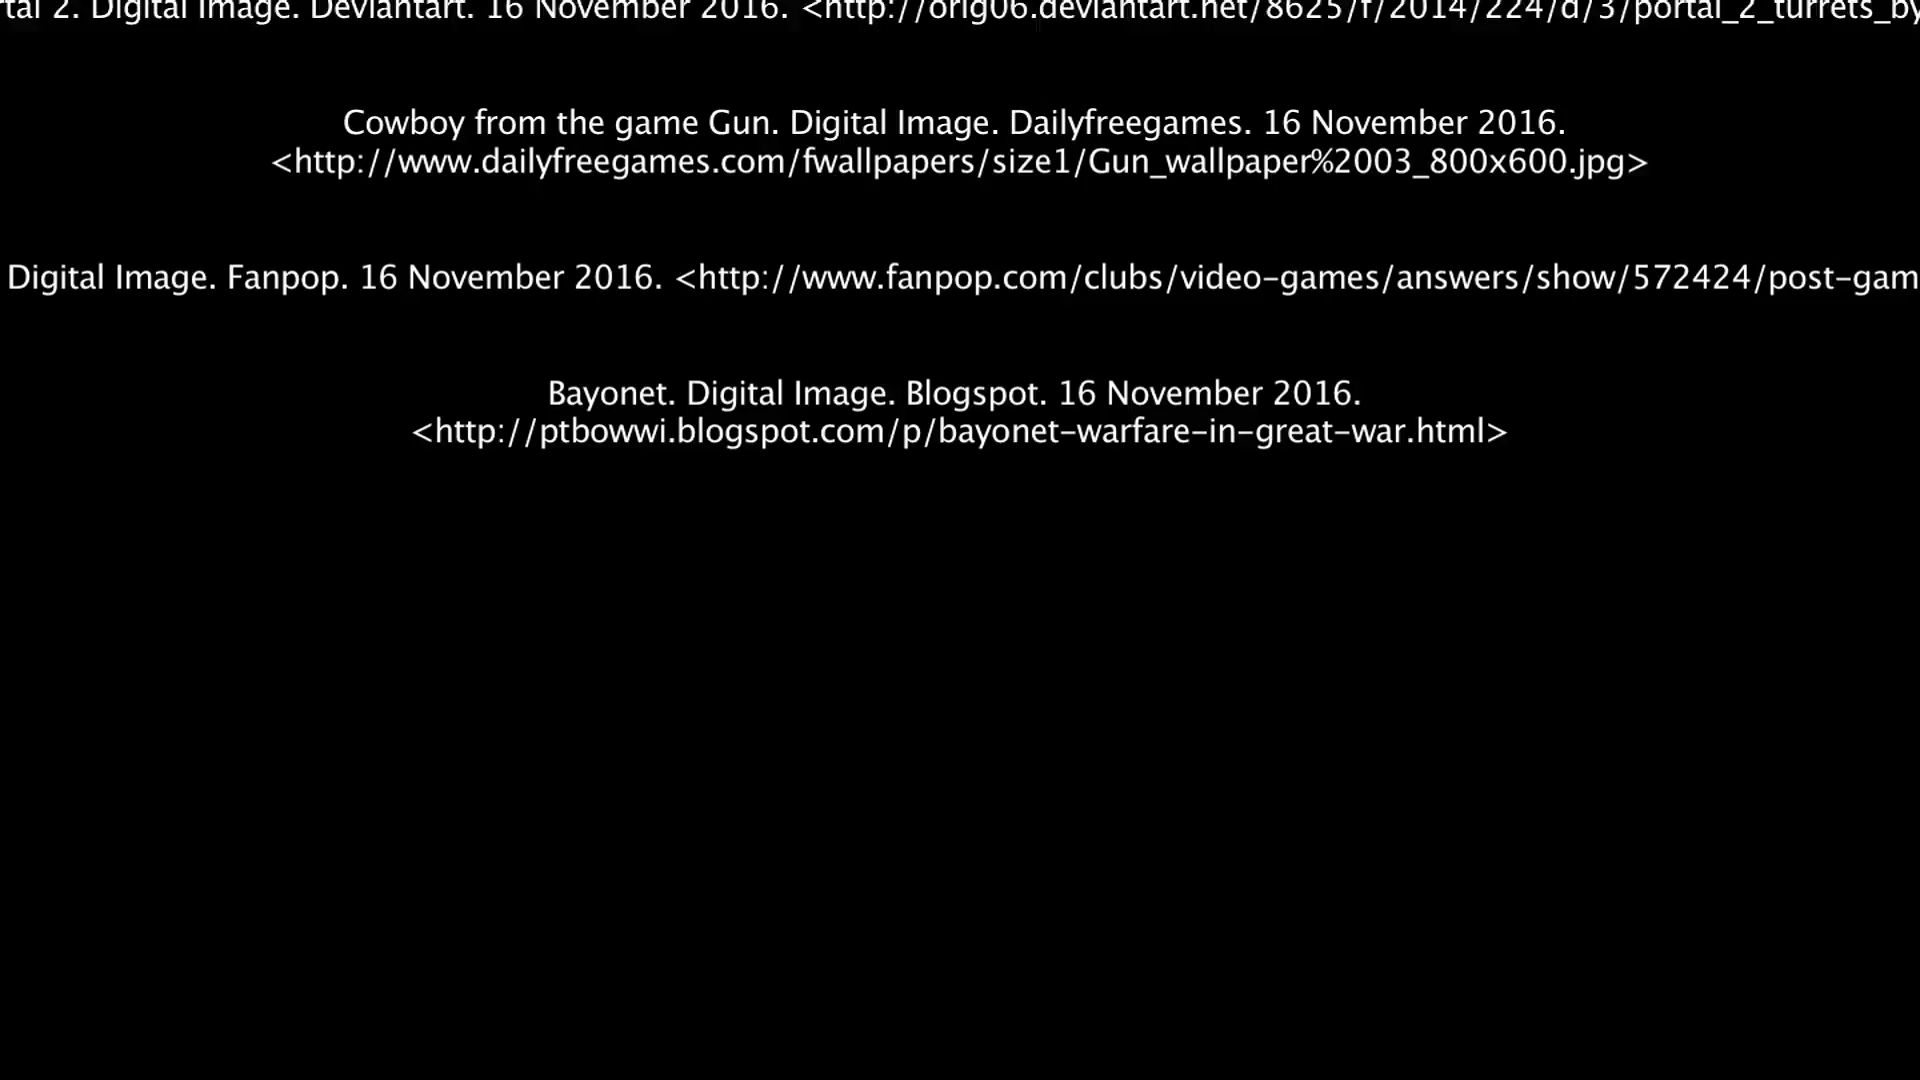 tal 2. Digital Image. Deviantart. 16 November 2016. <http://orig06.deviantart.net/8625/f/2014/224/d/3/portal_2_turrets_by
Cowboy from the game Gun. Digital Image. Dailyfreegames. 16 November 2016.
<http://www.dailyfreegames.com/fwallpapers/size1/Gun_wallpaper%2003_800x600.jpg>
Digital Image. Fanpop. 16 November 2016. <http://www.fanpop.com/clubs/video-games/answers/show/572424/post-gam
Bayonet. Digital Image. Blogspot. 16 November 2016.
<http://ptbowwi.blogspot.com/p/bayonet-warfare-in-great-war.html>